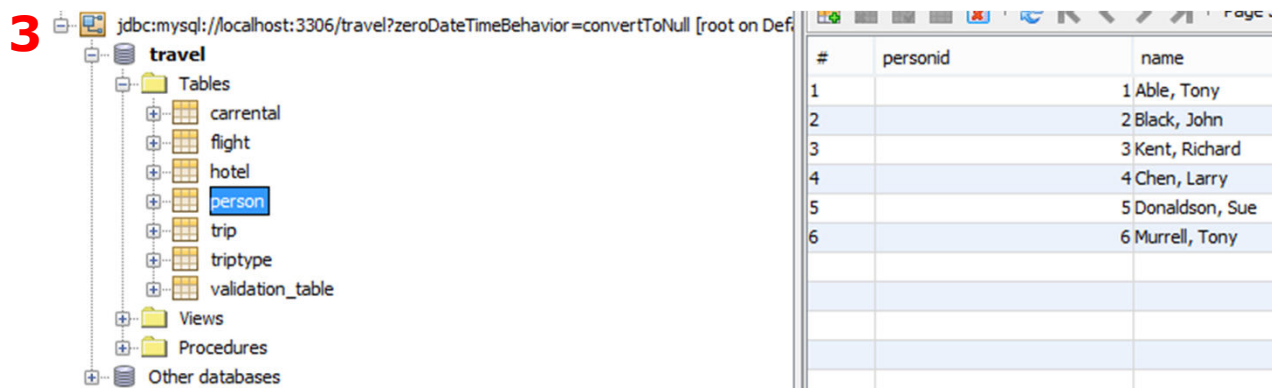 3
jdbc:mysql://localhost:3306/travel?zeroDateTimeBehavior=convertToNull [root on Defa
travel
Tables
carrental
flight
hotel
person
trip
triptype
validation_table
Views
Procedures
Other databases
Page S
# personid name
1 1 Able, Tony
2 2 Black, John
3 3 Kent, Richard
4 4 Chen, Larry
5 5 Donaldson, Sue
6 6 Murrell, Tony